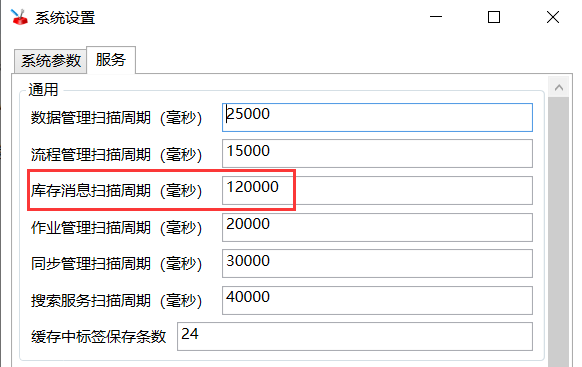 系统设置
系统参数 服务
通用
数据管理扫描周期（毫秒） 25000
流程管理扫描周期（毫秒） 15000
库存消息扫描周期（毫秒） 120000
作业管理扫描周期（毫秒） 20000
同步管理扫描周期（毫秒） 30000
搜索服务扫描周期（毫秒） 40000
缓存中标签保存条数 24